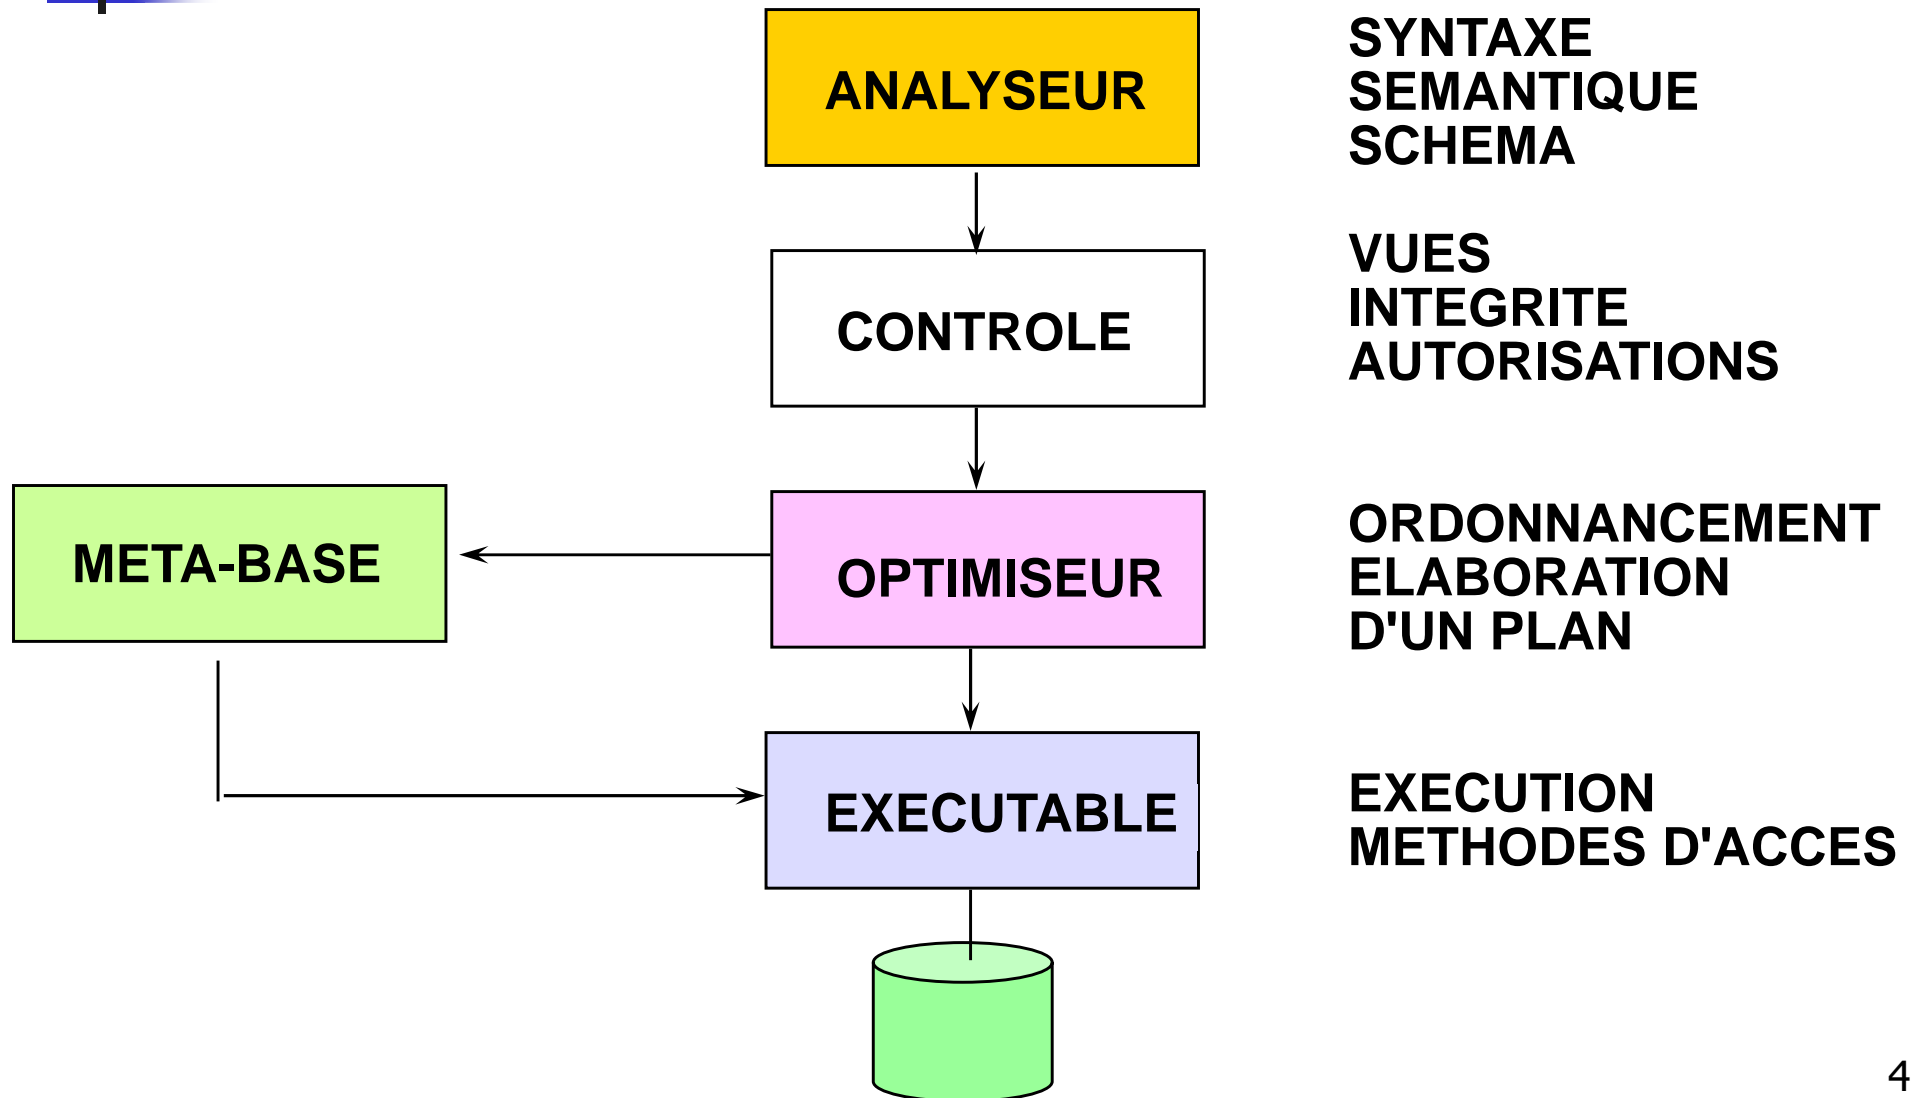 ANALYSEUR
SYNTAXE
SEMANTIQUE
SCHEMA
CONTROLE
VUES
INTEGRITE
AUTORISATIONS
META-BASE
OPTIMISEUR
ORDONNANCEMENT
ELABORATION
D'UN PLAN
EXECUTABLE
EXECUTION
METHODES D'ACCES
4